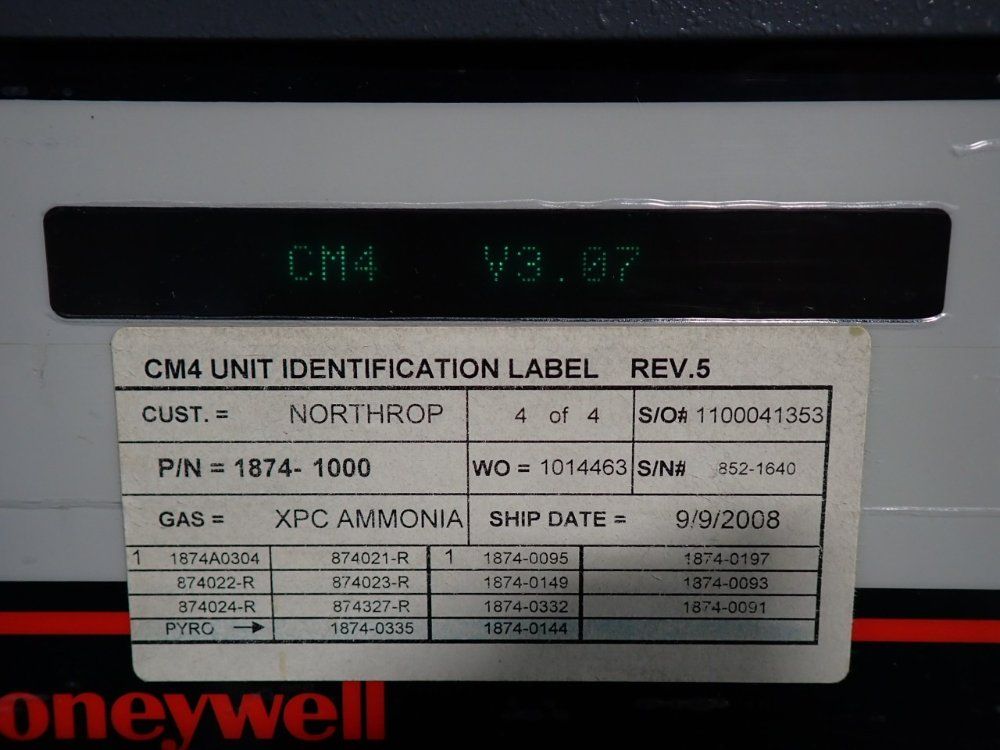 CM4 V3.07
CM4 UNIT IDENTIFICATION LABEL REV.5
CUST. = NORTHROP 4 of 4 S/O# 1100041353
P/N = 1874- 1000 WO = 1014463 S/N# 852-1640
GAS = XPC AMMONIA SHIP DATE = 9/9/2008
1 1874A0304 874021-R 1 1874-0095 1874-0197
874022-R 874023-R 1874-0149 1874-0093
874024-R 874327-R 1874-0332 1874-0091
PYRO → 1874-0335 1874-0144
oneywell